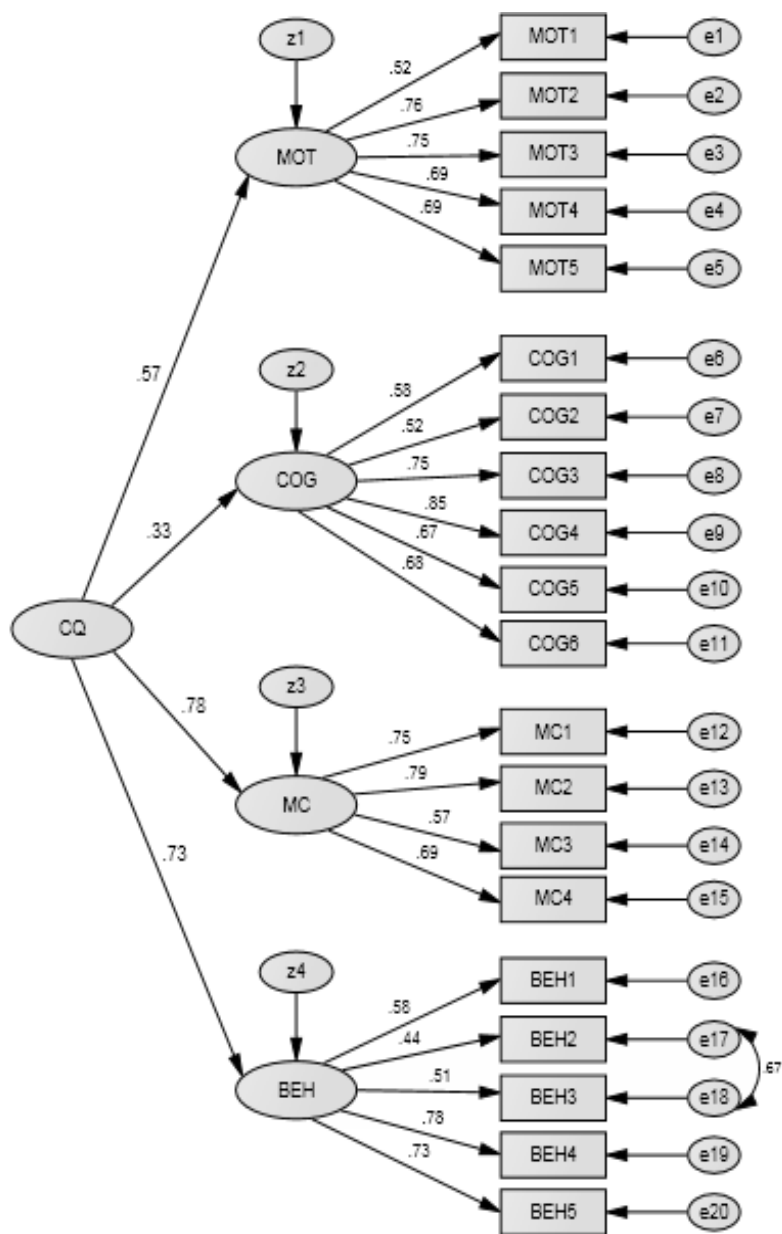 z1
MOT
.52
.76
.75
.69
.69
MOT1
MOT2
MOT3
MOT4
MOT5
e1
e2
e3
e4
e5
.57
z2
COG
.58
.52
.75
.85
.67
.68
COG1
COG2
COG3
COG4
COG5
COG6
e6
e7
e8
e9
e10
e11
.33
CQ
.78
z3
MC
.75
.79
.57
.69
MC1
MC2
MC3
MC4
e12
e13
e14
e15
.73
z4
BEH
.58
.44
.51
.78
.73
BEH1
BEH2
BEH3
BEH4
BEH5
e16
e17
e18
e19
e20
.67